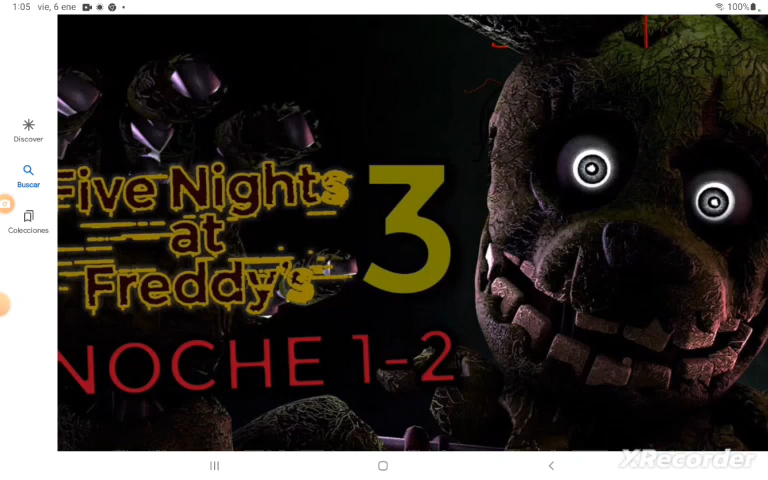 1:05 vie, 6 ene
100%
Discover
Buscar
Colecciones
Five Nights
at
Freddy's
3
NOCHE 1-2
XRecorder